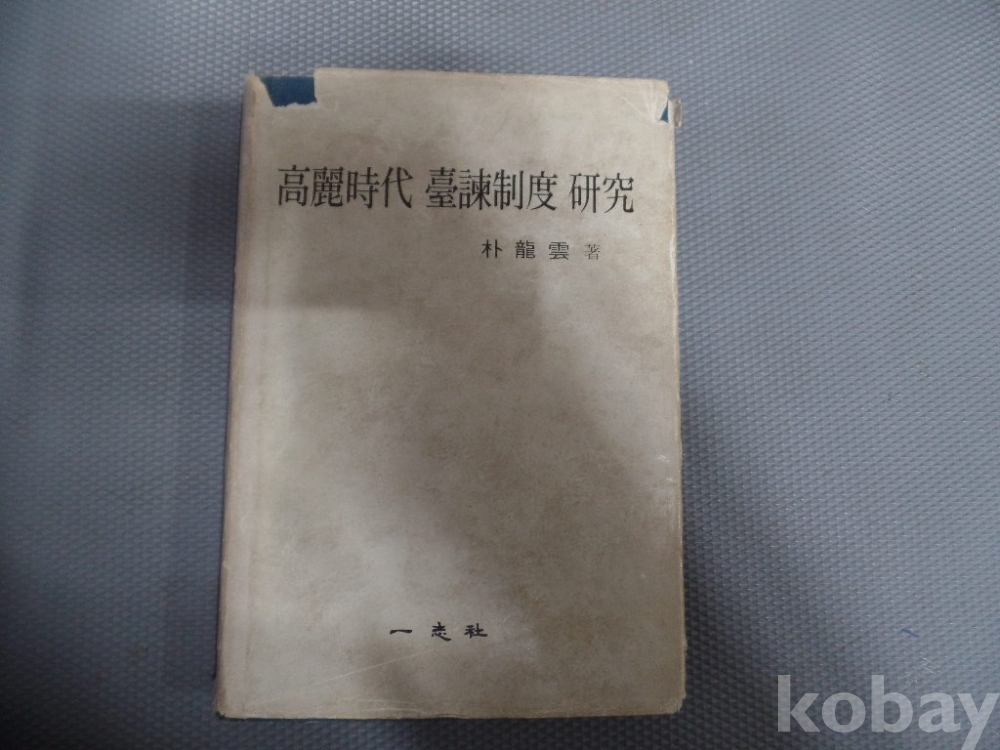 高麗時代 臺諫制度 研究
朴龍雲 著
一志社
kobay